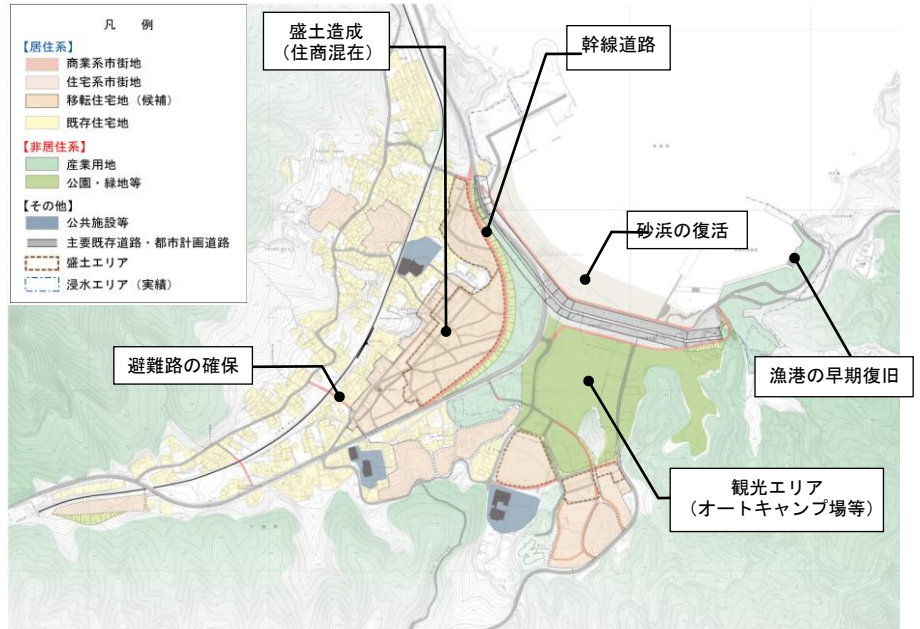 凡 例
【居住系】
商業系市街地
住宅系市街地
移転住宅地（候補）
既存住宅地
【非居住系】
産業用地
公園・緑地等
【その他】
公共施設等
主要既存道路・都市計画道路
盛土エリア
浸水エリア（実績）
盛土造成
（住商混在）
幹線道路
砂浜の復活
避難路の確保
漁港の早期復旧
観光エリア
（オートキャンプ場等）